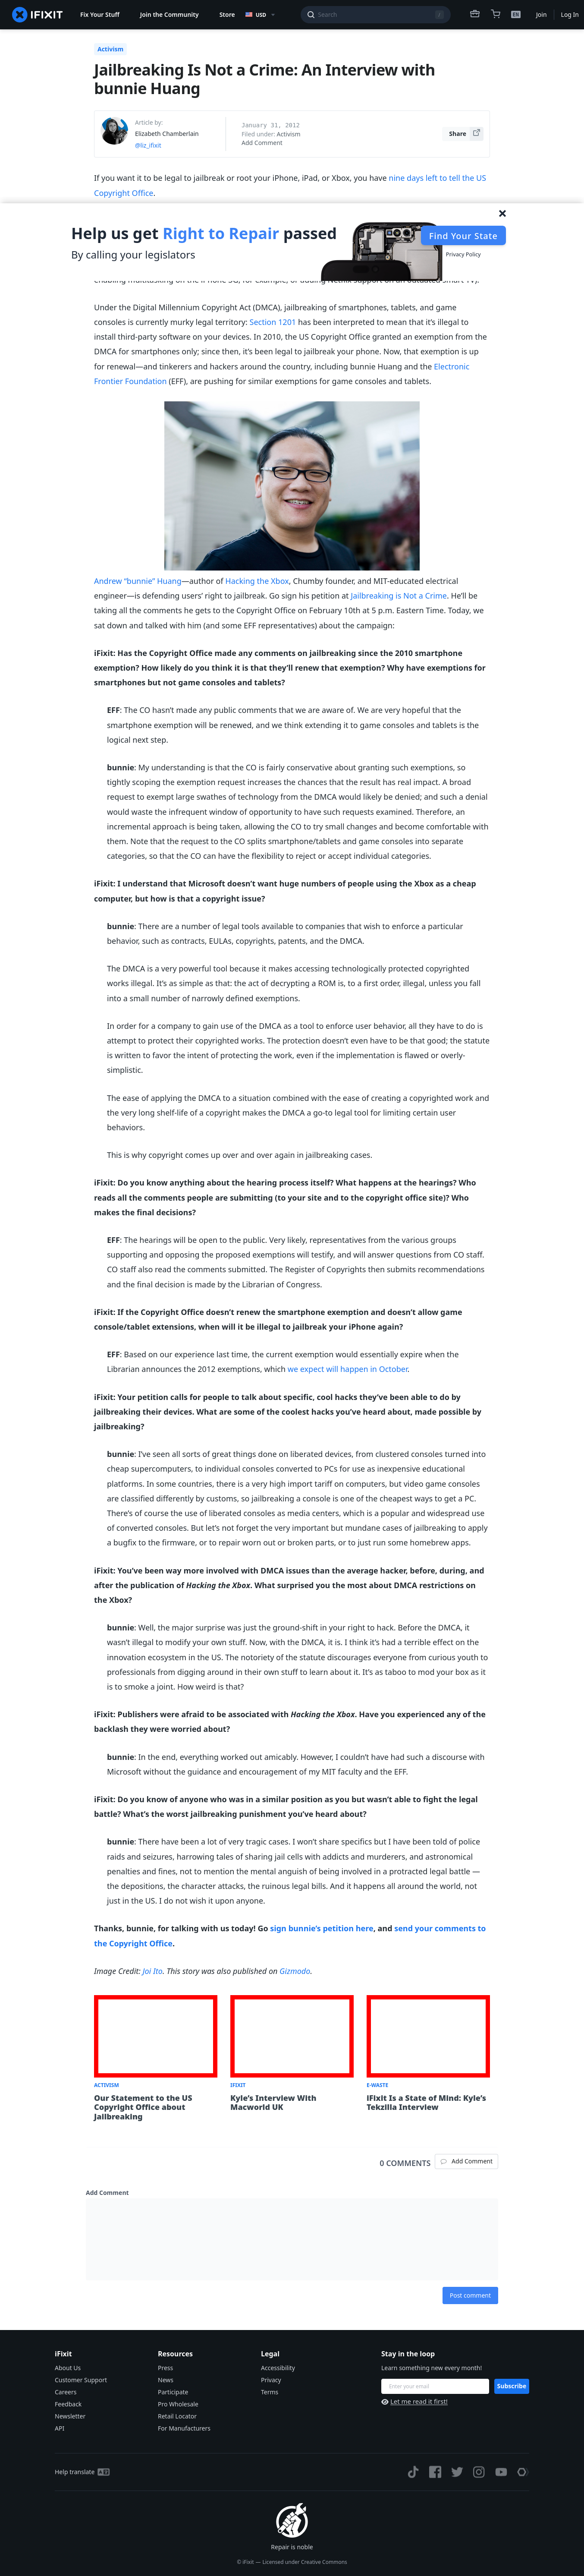 IFIXIT
Fix Your Stuff
Join the Community
Store
USD
Search
/
EN
Join
Log In
Activism
Jailbreaking Is Not a Crime: An Interview with
bunnie Huang
Article by:
Elizabeth Chamberlain
@liz_ifixit
January 31, 2012
Filed under: Activism
Add Comment
Share
If you want it to be legal to jailbreak or root your iPhone, iPad, or Xbox, you have nine days left to tell the US
Copyright Office.
Help us get Right to Repair passed
By calling your legislators
Find Your State
Privacy Policy
Under the Digital Millennium Copyright Act (DMCA), jailbreaking of smartphones, tablets, and game
consoles is currently murky legal territory: Section 1201 has been interpreted to mean that it’s illegal to
install third-party software on your devices. In 2010, the US Copyright Office granted an exemption from the
DMCA for smartphones only; since then, it’s been legal to jailbreak your phone. Now, that exemption is up
for renewal—and tinkerers and hackers around the country, including bunnie Huang and the Electronic
Frontier Foundation (EFF), are pushing for similar exemptions for game consoles and tablets.
Andrew “bunnie” Huang—author of Hacking the Xbox, Chumby founder, and MIT-educated electrical
engineer—is defending users’ right to jailbreak. Go sign his petition at Jailbreaking is Not a Crime. He’ll be
taking all the comments he gets to the Copyright Office on February 10th at 5 p.m. Eastern Time. Today, we
sat down and talked with him (and some EFF representatives) about the campaign:
iFixit: Has the Copyright Office made any comments on jailbreaking since the 2010 smartphone
exemption? How likely do you think it is that they’ll renew that exemption? Why have exemptions for
smartphones but not game consoles and tablets?
EFF: The CO hasn’t made any public comments that we are aware of. We are very hopeful that the
smartphone exemption will be renewed, and we think extending it to game consoles and tablets is the
logical next step.
bunnie: My understanding is that the CO is fairly conservative about granting such exemptions, so
tightly scoping the exemption request increases the chances that the result has real impact. A broad
request to exempt large swathes of technology from the DMCA would likely be denied; and such a denial
would waste the infrequent window of opportunity to have such requests examined. Therefore, an
incremental approach is being taken, allowing the CO to try small changes and become comfortable with
them. Note that the request to the CO splits smartphone/tablets and game consoles into separate
categories, so that the CO can have the flexibility to reject or accept individual categories.
iFixit: I understand that Microsoft doesn’t want huge numbers of people using the Xbox as a cheap
computer, but how is that a copyright issue?
bunnie: There are a number of legal tools available to companies that wish to enforce a particular
behavior, such as contracts, EULAs, copyrights, patents, and the DMCA.
The DMCA is a very powerful tool because it makes accessing technologically protected copyrighted
works illegal. It’s as simple as that: the act of decrypting a ROM is, to a first order, illegal, unless you fall
into a small number of narrowly defined exemptions.
In order for a company to gain use of the DMCA as a tool to enforce user behavior, all they have to do is
attempt to protect their copyrighted works. The protection doesn’t even have to be that good; the statute
is written to favor the intent of protecting the work, even if the implementation is flawed or overly-
simplistic.
The ease of applying the DMCA to a situation combined with the ease of creating a copyrighted work and
the very long shelf-life of a copyright makes the DMCA a go-to legal tool for limiting certain user
behaviors.
This is why copyright comes up over and over again in jailbreaking cases.
iFixit: Do you know anything about the hearing process itself? What happens at the hearings? Who
reads all the comments people are submitting (to your site and to the copyright office site)? Who
makes the final decisions?
EFF: The hearings will be open to the public. Very likely, representatives from the various groups
supporting and opposing the proposed exemptions will testify, and will answer questions from CO staff.
CO staff also read the comments submitted. The Register of Copyrights then submits recommendations
and the final decision is made by the Librarian of Congress.
iFixit: If the Copyright Office doesn’t renew the smartphone exemption and doesn’t allow game
console/tablet extensions, when will it be illegal to jailbreak your iPhone again?
EFF: Based on our experience last time, the current exemption would essentially expire when the
Librarian announces the 2012 exemptions, which we expect will happen in October.
iFixit: Your petition calls for people to talk about specific, cool hacks they’ve been able to do by
jailbreaking their devices. What are some of the coolest hacks you’ve heard about, made possible by
jailbreaking?
bunnie: I’ve seen all sorts of great things done on liberated devices, from clustered consoles turned into
cheap supercomputers, to individual consoles converted to PCs for use as inexpensive educational
platforms. In some countries, there is a very high import tariff on computers, but video game consoles
are classified differently by customs, so jailbreaking a console is one of the cheapest ways to get a PC.
There’s of course the use of liberated consoles as media centers, which is a popular and widespread use
of converted consoles. But let’s not forget the very important but mundane cases of jailbreaking to apply
a bugfix to the firmware, or to repair worn out or broken parts, or to just run some homebrew apps.
iFixit: You’ve been way more involved with DMCA issues than the average hacker, before, during, and
after the publication of Hacking the Xbox. What surprised you the most about DMCA restrictions on
the Xbox?
bunnie: Well, the major surprise was just the ground-shift in your right to hack. Before the DMCA, it
wasn’t illegal to modify your own stuff. Now, with the DMCA, it is. I think it’s had a terrible effect on the
innovation ecosystem in the US. The notoriety of the statute discourages everyone from curious youth to
professionals from digging around in their own stuff to learn about it. It’s as taboo to mod your box as it
is to smoke a joint. How weird is that?
iFixit: Publishers were afraid to be associated with Hacking the Xbox. Have you experienced any of the
backlash they were worried about?
bunnie: In the end, everything worked out amicably. However, I couldn’t have had such a discourse with
Microsoft without the guidance and encouragement of my MIT faculty and the EFF.
iFixit: Do you know of anyone who was in a similar position as you but wasn’t able to fight the legal
battle? What’s the worst jailbreaking punishment you’ve heard about?
bunnie: There have been a lot of very tragic cases. I won’t share specifics but I have been told of police
raids and seizures, harrowing tales of sharing jail cells with addicts and murderers, and astronomical
penalties and fines, not to mention the mental anguish of being involved in a protracted legal battle —
the depositions, the character attacks, the ruinous legal bills. And it happens all around the world, not
just in the US. I do not wish it upon anyone.
Thanks, bunnie, for talking with us today! Go sign bunnie’s petition here, and send your comments to
the Copyright Office.
Image Credit: Joi Ito. This story was also published on Gizmodo.
ACTIVISM
Our Statement to the US
Copyright Office about
Jailbreaking
IFIXIT
Kyle’s Interview With
Macworld UK
E-WASTE
iFixit Is a State of Mind: Kyle’s
Tekzilla Interview
0 COMMENTS
Add Comment
Add Comment
Post comment
iFixit
About Us
Customer Support
Careers
Feedback
Newsletter
API
Resources
Press
News
Participate
Pro Wholesale
Retail Locator
For Manufacturers
Legal
Accessibility
Privacy
Terms
Stay in the loop
Learn something new every month!
Enter your email
Subscribe
Let me read it first!
Help translate
Repair is noble
© iFixit — Licensed under Creative Commons